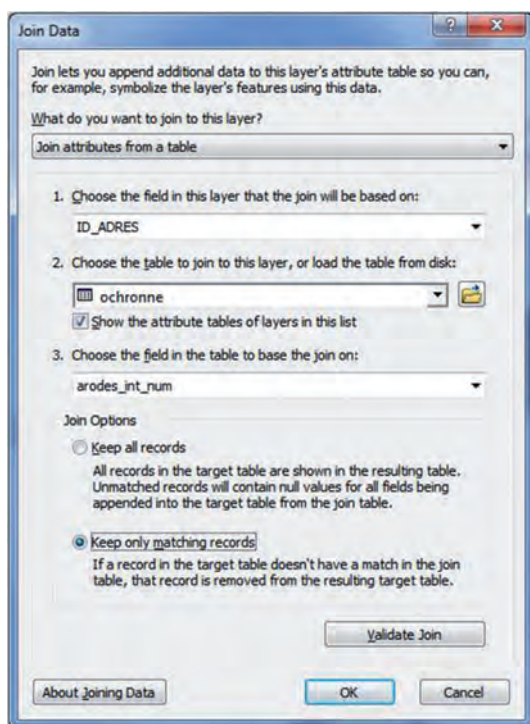 Join Data
Join lets you append additional data to this layer's attribute table so you can,
for example, symbolize the layer's features using this data.
What do you want to join to this layer?
Join attributes from a table
1. Choose the field in this layer that the join will be based on:
ID_ADRES
2. Choose the table to join to this layer, or load the table from disk:
ochronne
Show the attribute tables of layers in this list
3. Choose the field in the table to base the join on:
arodes_int_num
Join Options
Keep all records
All records in the target table are shown in the resulting table.
Unmatched records will contain null values for all fields being
appended into the target table from the join table.
Keep only matching records
If a record in the target table doesn't have a match in the join
table, that record is removed from the resulting target table.
Validate Join
About Joining Data
OK
Cancel